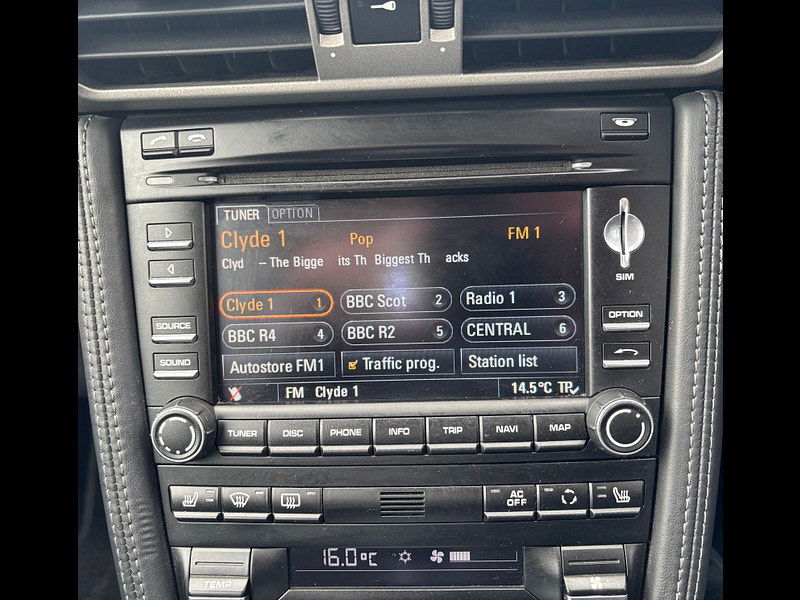 TUNER OPTION
Clyde 1 Pop FM 1
Clyd -- The Bigge its Th Biggest Th acks
SIM
Clyde 1 1 BBC Scot 2 Radio 1 3
BBC R4 4 BBC R2 5 CENTRAL 6
OPTION
SOURCE
SOUND
Autostore FM1 Traffic prog. Station list
FM Clyde 1 14.5°C TP
TUNER DISC PHONE INFO TRIP NAVI MAP
AC OFF
16.0°C
TEMP